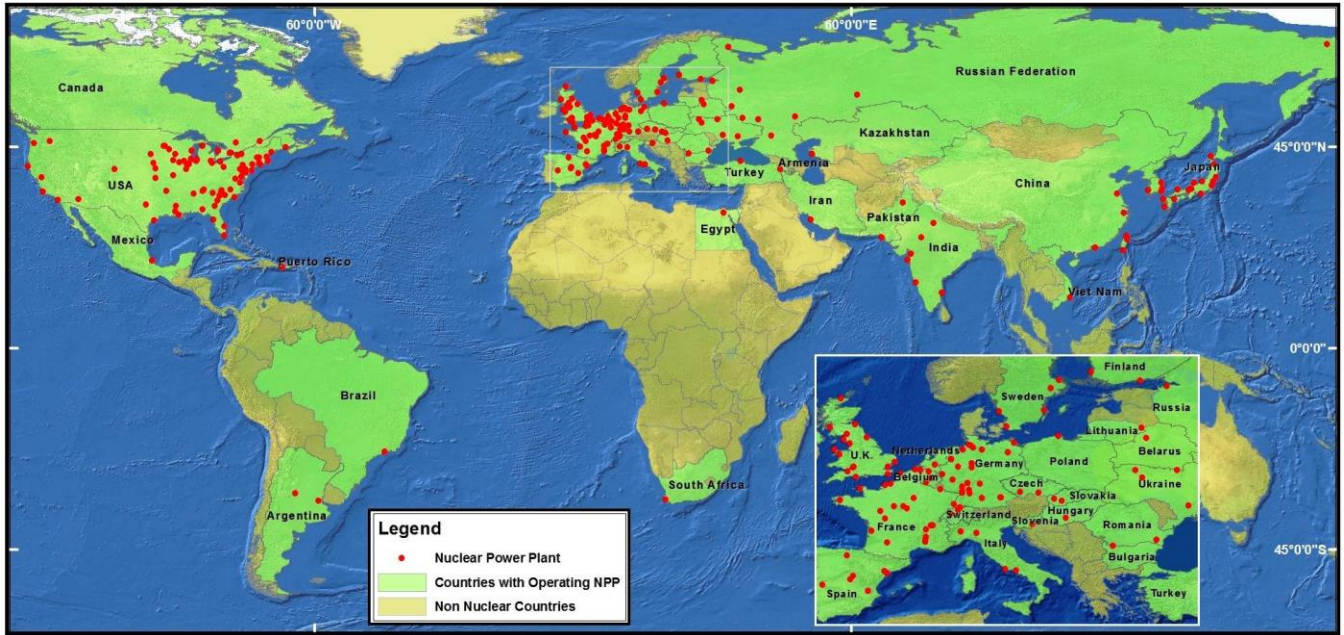 60°0'0"W
60°0'0"E
Canada
Russian Federation
Kazakhstan
45°0'N
USA
Armenia
Turkey
Japan
China
Iran
Pakistan
Mexico
Egypt
India
Puerto Rico
Viet Nam
0°0'0"
Brazil
South Africa
Argentina
45°0'0"S
Finland
Sweden
Russia
Lithuania
Netherlands
U.K.
Belarus
Germany
Poland
Belgium
Czech
Ukraine
Slovakia
Hungary
Switzerland
Slovenia
Romania
France
Italy
Bulgaria
Spain
Turkey
Legend
Nuclear Power Plant
Countries with Operating NPP
Non Nuclear Countries